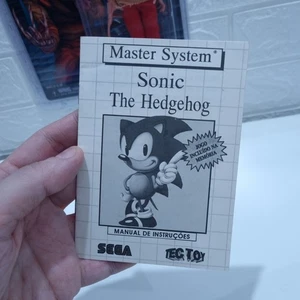 Master System
Sonic
The Hedgehog
JOGO
INCLUÍDO NA
MEMÓRIA
MANUAL DE INSTRUÇÕES
SEGA
TEC TOY